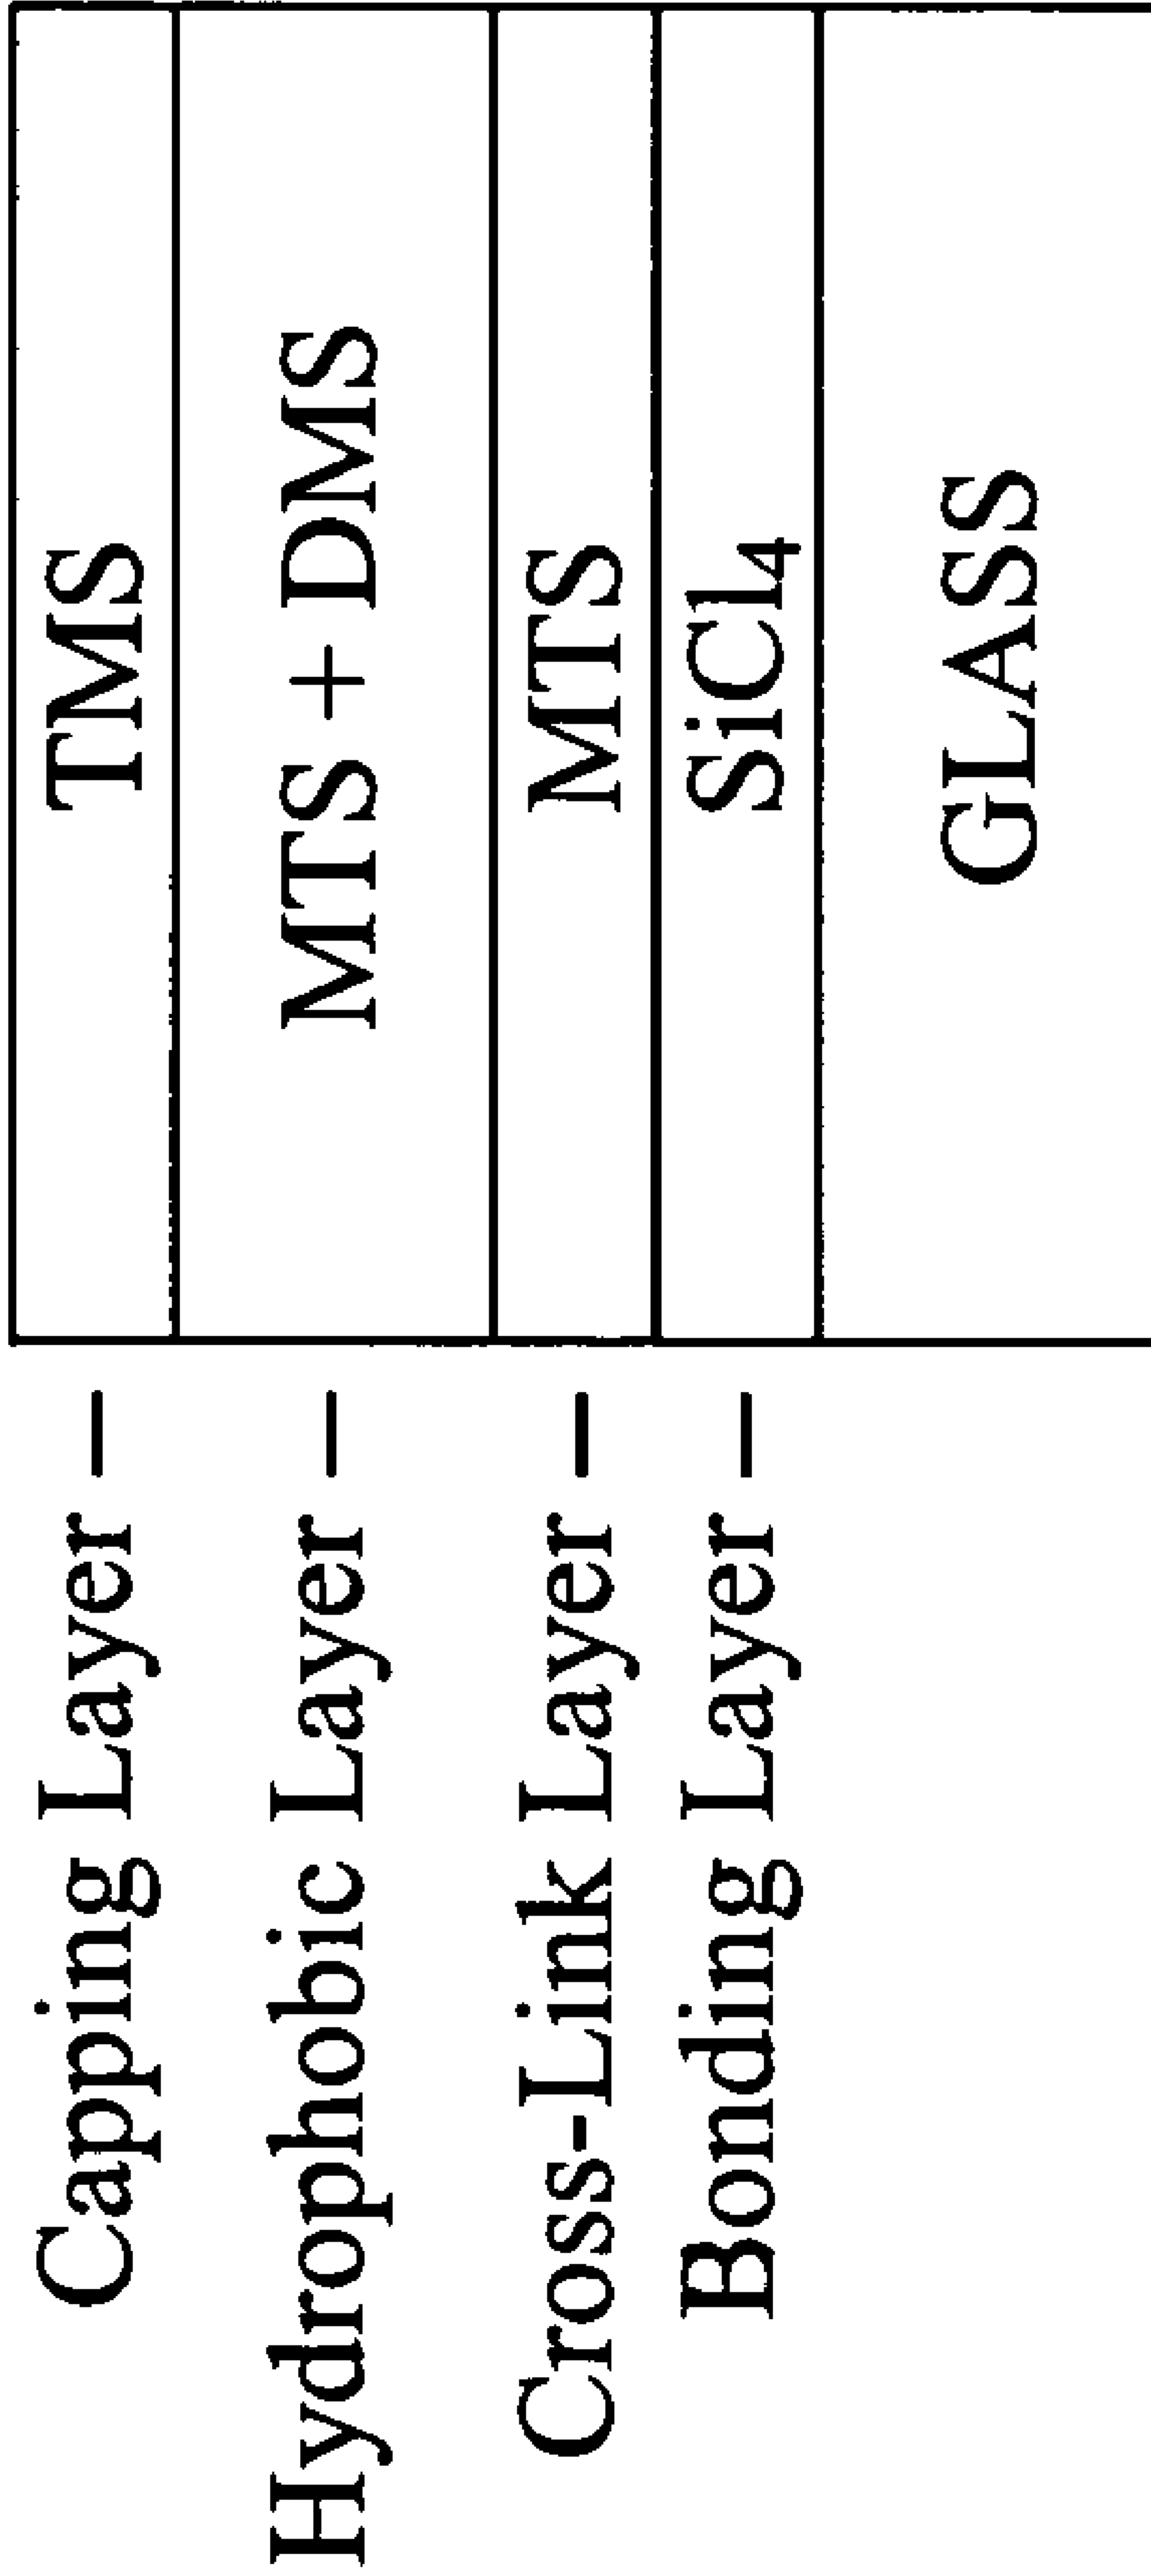 Capping Layer – TMS
Hydrophobic Layer – MTS + DMS
Cross-Link Layer – MTS
Bonding Layer – SiCl₄
GLASS